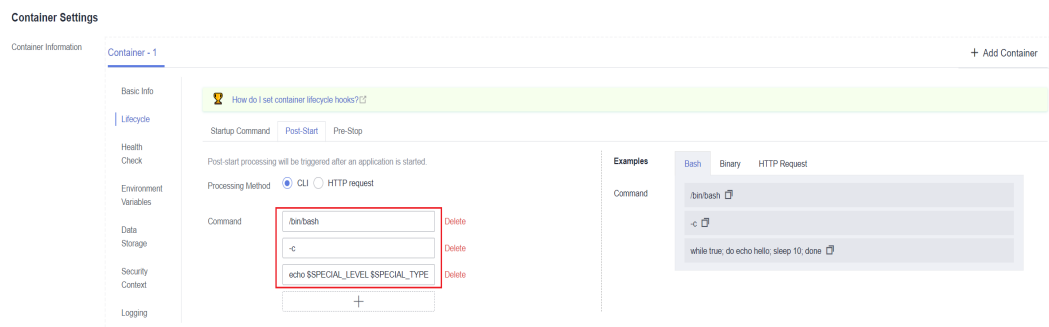 Container Settings
Container Information
Container - 1
+ Add Container
Basic Info
Lifecycle
Health
Check
Environment
Variables
Data
Storage
Security
Context
Logging
How do I set container lifecycle hooks?
Startup Command Post-Start Pre-Stop
Post-start processing will be triggered after an application is started.
Processing Method CLI HTTP request
Command
/bin/bash Delete
-c Delete
echo $SPECIAL_LEVEL $SPECIAL_TYPE Delete
+
Examples
Bash Binary HTTP Request
Command
/bin/bash
-c
while true; do echo hello; sleep 10; done